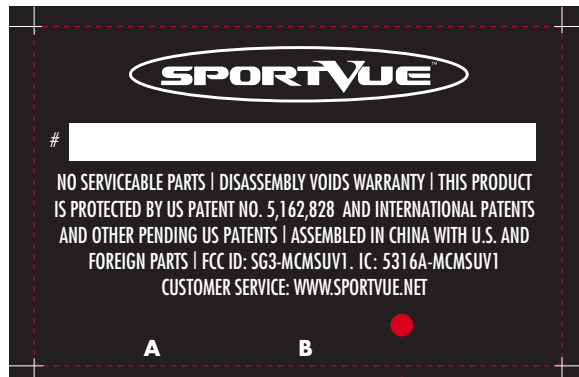 SPORTVUE™
#
NO SERVICEABLE PARTS | DISASSEMBLY VOIDS WARRANTY | THIS PRODUCT
IS PROTECTED BY US PATENT NO. 5,162,828 AND INTERNATIONAL PATENTS
AND OTHER PENDING US PATENTS | ASSEMBLED IN CHINA WITH U.S. AND
FOREIGN PARTS | FCC ID: SG3-MCMSUV1. IC: 5316A-MCMSUV1
CUSTOMER SERVICE: WWW.SPORTVUE.NET
A B